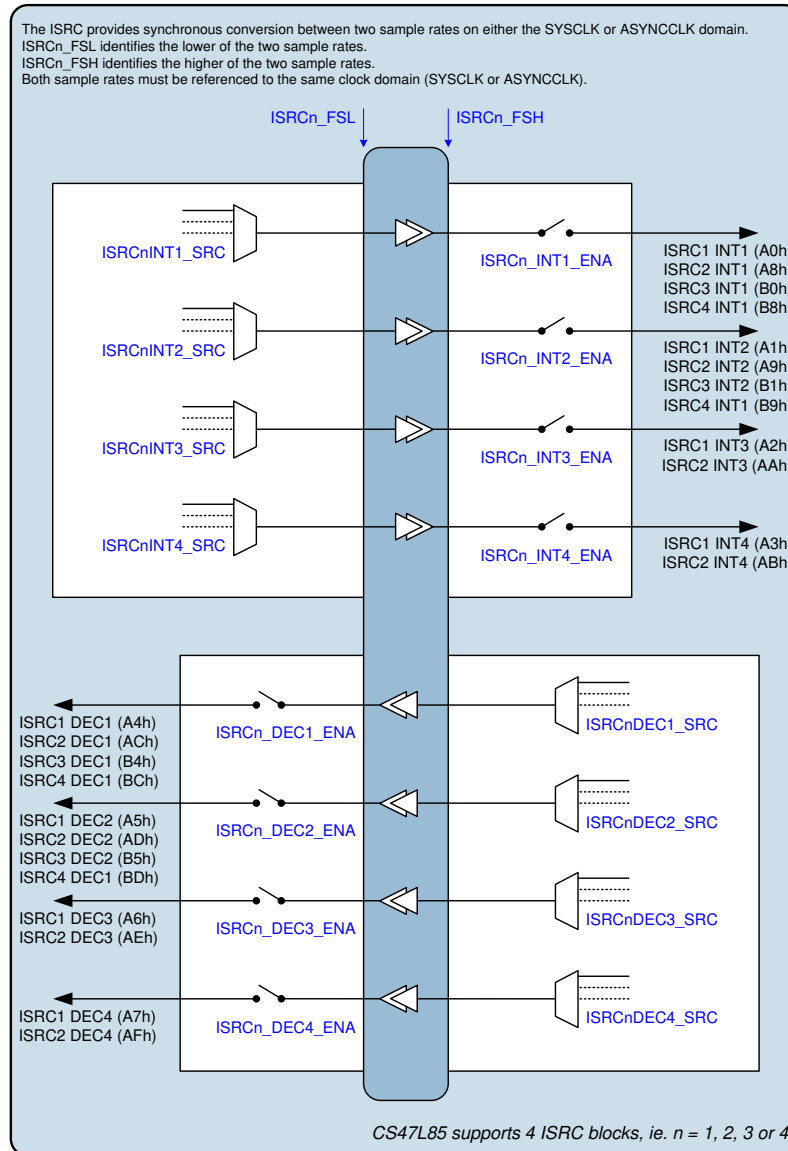 The ISRC provides synchronous conversion between two sample rates on either the SYSCLK or ASYNCCLK domain.
ISRCn_FSL identifies the lower of the two sample rates.
ISRCn_FSH identifies the higher of the two sample rates.
Both sample rates must be referenced to the same clock domain (SYSCLK or ASYNCCLK).
ISRCn_FSL
ISRCn_FSH
ISRCnINT1_SRC
ISRCn_INT1_ENA
ISRC1 INT1 (A0h
ISRC2 INT1 (A8h
ISRC3 INT1 (B0h
ISRC4 INT1 (B8h
ISRCnINT2_SRC
ISRCn_INT2_ENA
ISRC1 INT2 (A1h
ISRC2 INT2 (A9h
ISRC3 INT2 (B1h
ISRC4 INT1 (B9h
ISRCnINT3_SRC
ISRCn_INT3_ENA
ISRC1 INT3 (A2h
ISRC2 INT3 (AAh
ISRCnINT4_SRC
ISRCn_INT4_ENA
ISRC1 INT4 (A3h
ISRC2 INT4 (ABh
ISRC1 DEC1 (A4h)
ISRC2 DEC1 (ACh)
ISRC3 DEC1 (B4h)
ISRC4 DEC1 (BCh)
ISRCn_DEC1_ENA
ISRCnDEC1_SRC
ISRC1 DEC2 (A5h)
ISRC2 DEC2 (ADh)
ISRC3 DEC2 (B5h)
ISRC4 DEC1 (BDh)
ISRCn_DEC2_ENA
ISRCnDEC2_SRC
ISRC1 DEC3 (A6h)
ISRC2 DEC3 (AEh)
ISRCn_DEC3_ENA
ISRCnDEC3_SRC
ISRC1 DEC4 (A7h)
ISRC2 DEC4 (AFh)
ISRCn_DEC4_ENA
ISRCnDEC4_SRC
CS47L85 supports 4 ISRC blocks, ie. n = 1, 2, 3 or 4